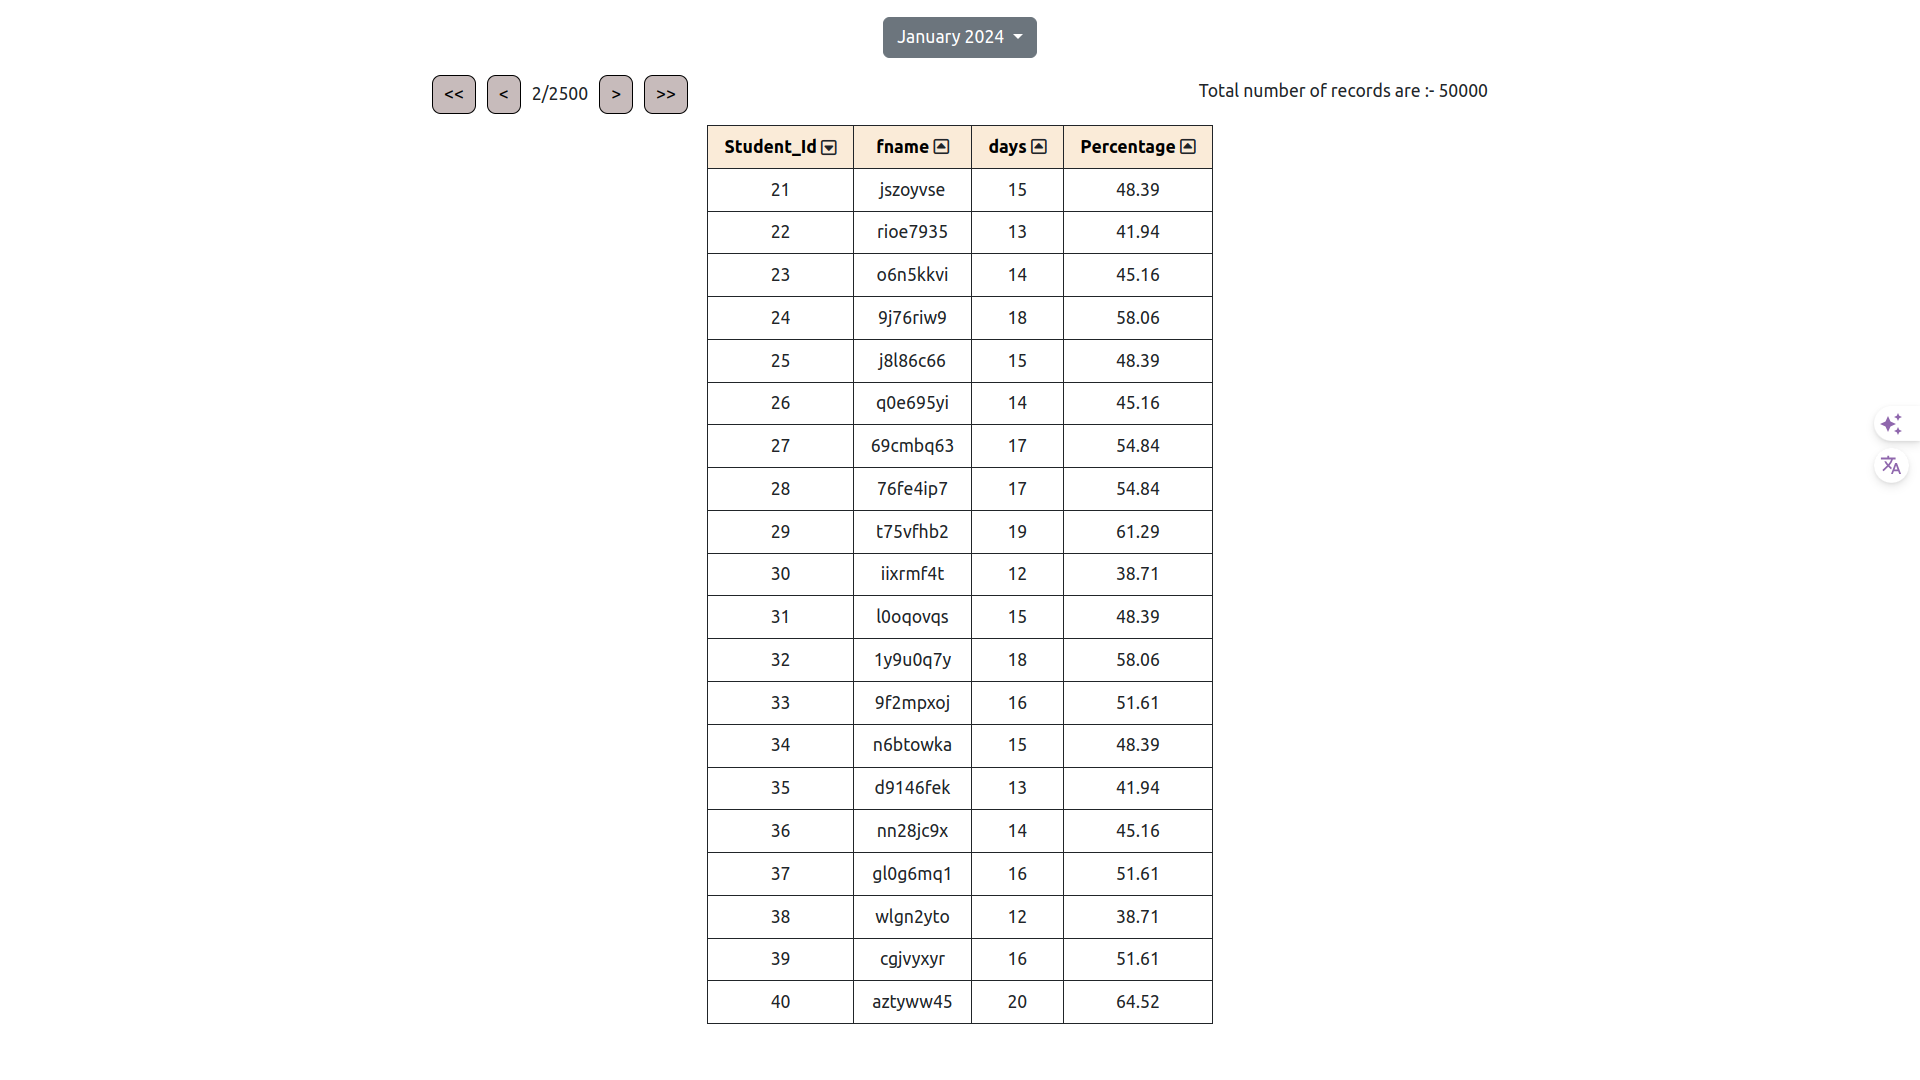 January 2024
<< < 2/2500 > >>
Total number of records are :- 50000
Student_Id fname days Percentage
21 jszoyvse 15 48.39
22 rioe7935 13 41.94
23 o6n5kkvi 14 45.16
24 9j76riw9 18 58.06
25 j8l86c66 15 48.39
26 q0e695yi 14 45.16
27 69cmbq63 17 54.84
28 76fe4ip7 17 54.84
29 t75vfhb2 19 61.29
30 iixrmf4t 12 38.71
31 l0oqovqs 15 48.39
32 1y9u0q7y 18 58.06
33 9f2mpxoj 16 51.61
34 n6btowka 15 48.39
35 d9146fek 13 41.94
36 nn28jc9x 14 45.16
37 gl0g6mq1 16 51.61
38 wlgn2yto 12 38.71
39 cgjvyxyr 16 51.61
40 aztyww45 20 64.52